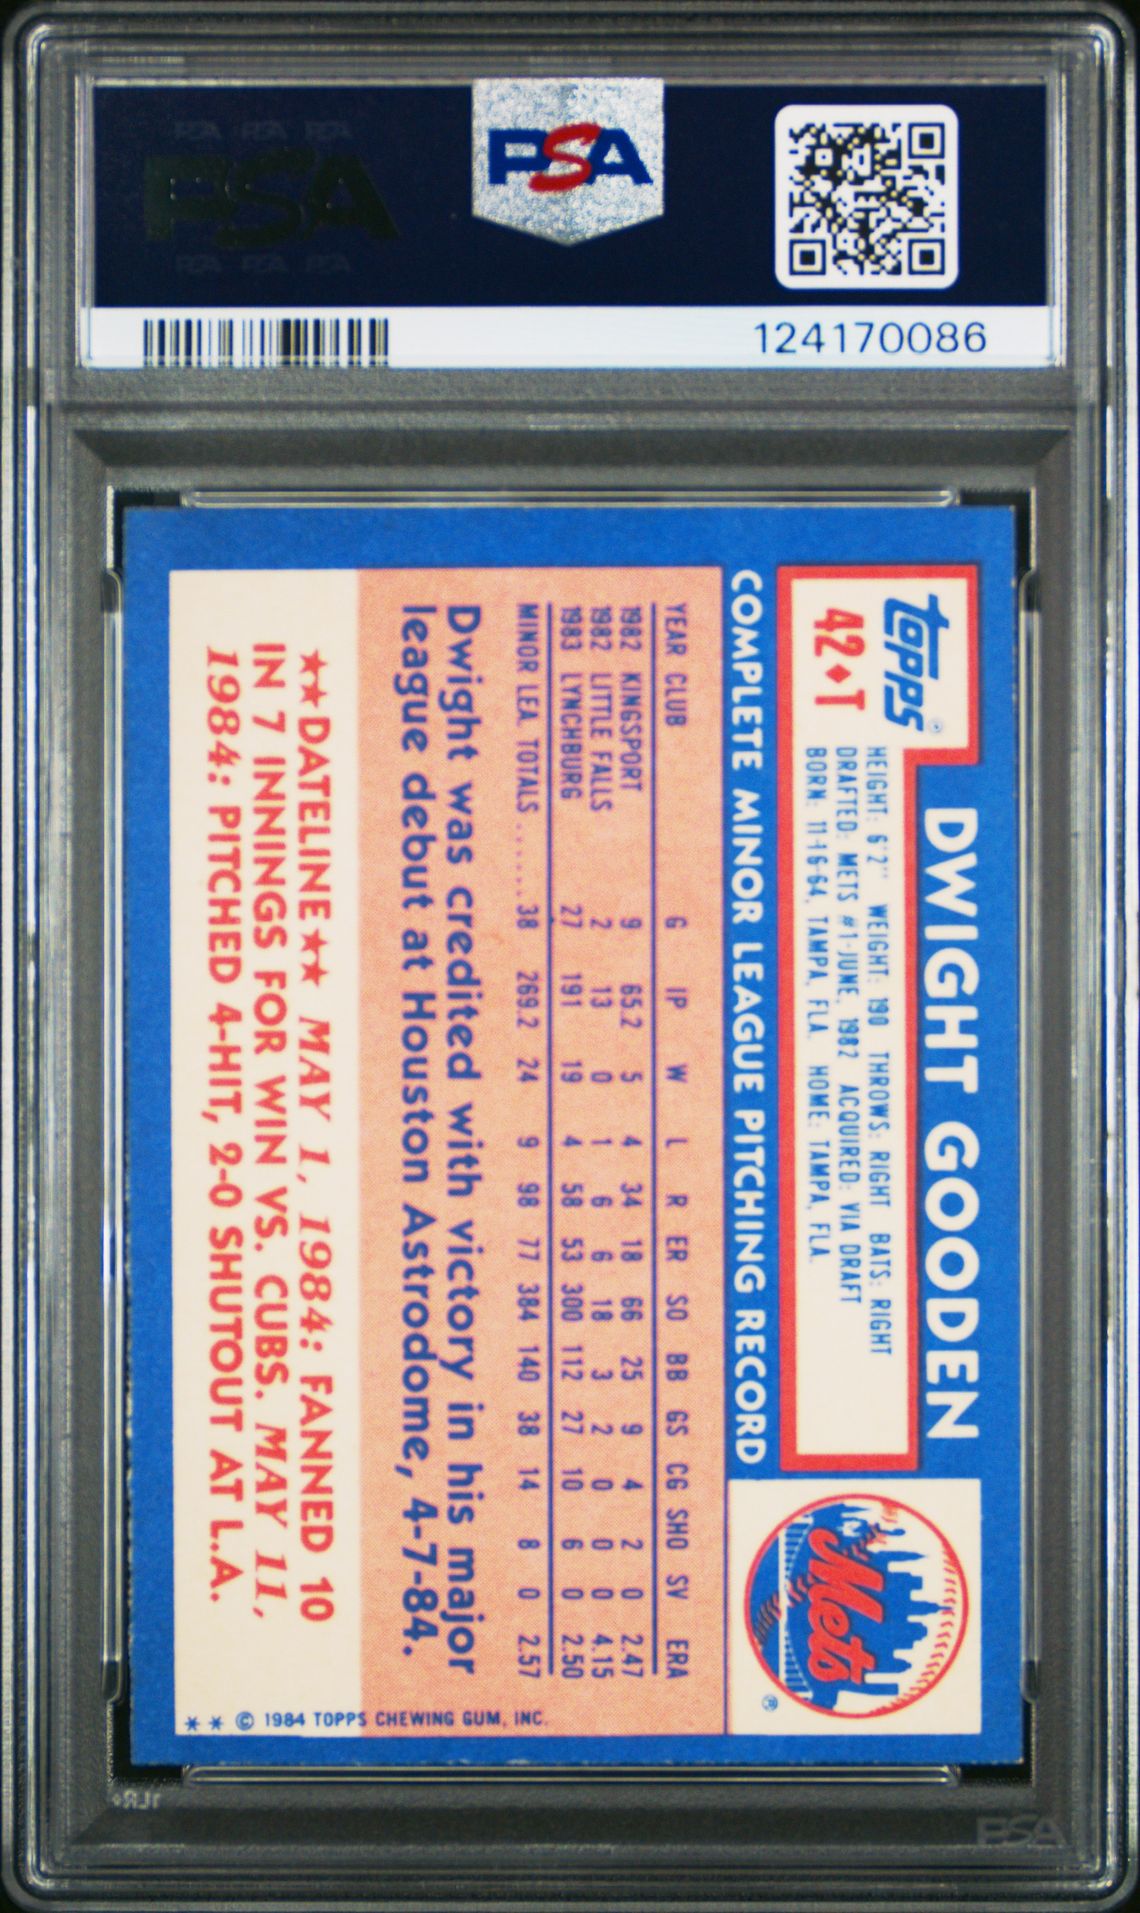 PSA PSA PSA
PSA
PSA PSA PSA
PSA
124170086
topps®
42♦T
DWIGHT GOODEN
HEIGHT: 6'2" WEIGHT: 190 THROWS: RIGHT BATS: RIGHT
DRAFTED: METS #1-JUNE, 1982 ACQUIRED: VIA DRAFT
BORN: 11-16-64, TAMPA, FLA. HOME: TAMPA, FLA.
Mets
®
COMPLETE MINOR LEAGUE PITCHING RECORD
YEAR CLUB G IP W L R ER SO BB GS CG SHO SV ERA
1982 KINGSPORT 9 65.2 5 4 34 18 66 25 9 4 2 0 2.47
1982 LITTLE FALLS 2 13 0 1 6 6 18 3 2 0 0 0 4.15
1983 LYNCHBURG 27 191 19 4 58 53 300 112 27 10 6 0 2.50
MINOR LEA. TOTALS ...... 38 269.2 24 9 98 77 384 140 38 14 8 0 2.57
Dwight was credited with victory in his major
league debut at Houston Astrodome, 4-7-84.
★★DATELINE★★ MAY 1, 1984: FANNED 10
IN 7 INNINGS FOR WIN VS. CUBS. MAY 11,
1984: PITCHED 4-HIT, 2-0 SHUTOUT AT L.A.
* * © 1984 TOPPS CHEWING GUM, INC.
PSA